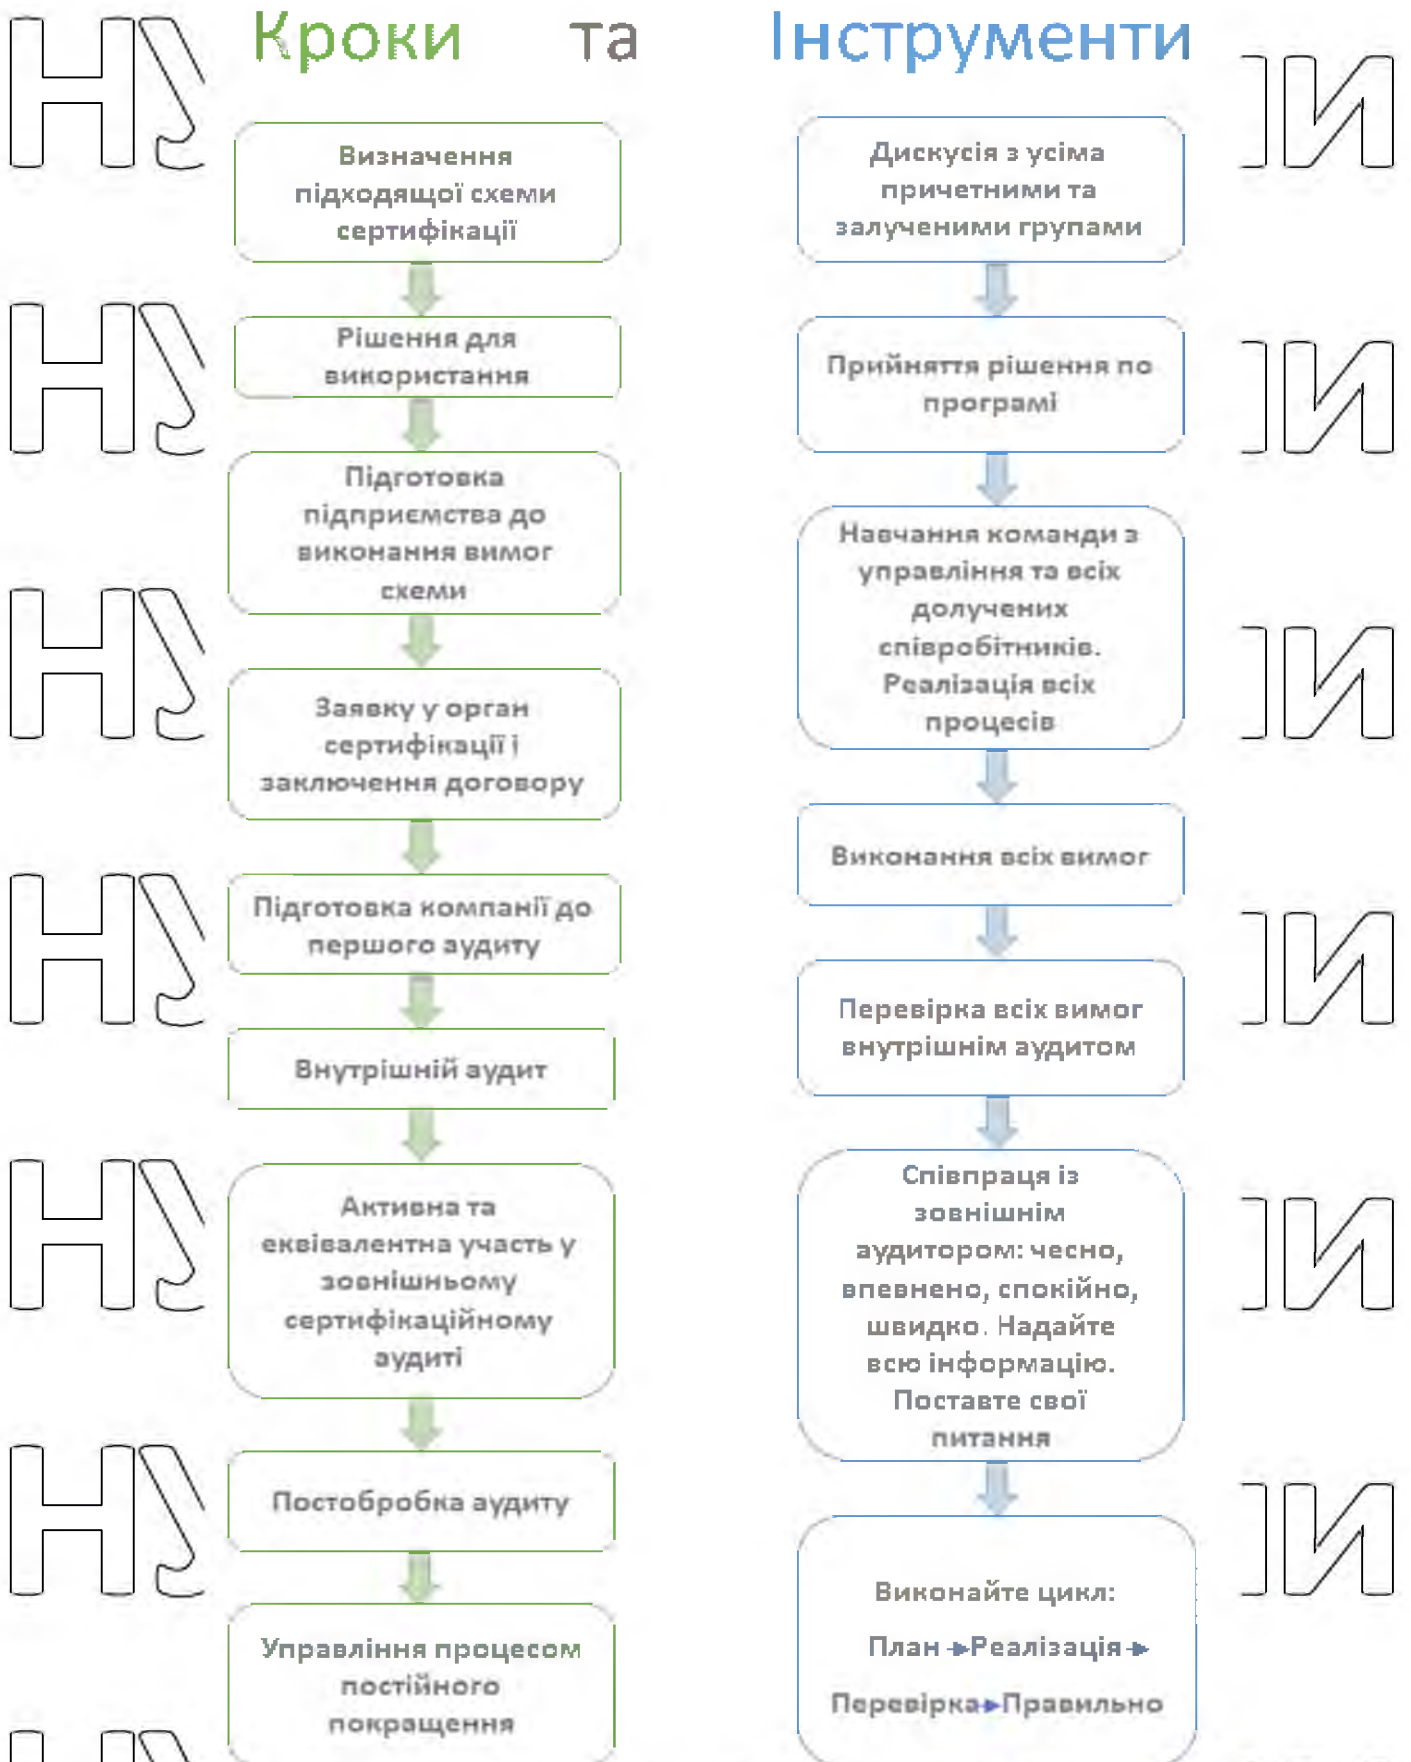 Кроки та Інструменти
Визначення
підходящої схеми
сертифікації
Рішення для
використання
Підготовка
підприємства до
виконання вимог
схеми
Заявку у орган
сертифікації і
заключення договору
Підготовка компанії до
першого аудиту
Внутрішній аудит
Активна та
еквівалентна участь у
зовнішньому
сертифікаційному
аудиті
Постобробка аудиту
Управління процесом
постійного
покращення
Дискусія з усіма
причетними та
залученими групами
Прийняття рішення по
програмі
Навчання команди з
управління та всіх
долучених
співробітників.
Реалізація всіх
процесів
Виконання всіх вимог
Перевірка всіх вимог
внутрішнім аудитом
Співпраця із
зовнішнім
аудитором: чесно,
впевнено, спокійно,
швидко. Надайте
всю інформацію.
Поставте свої
питання
Виконайте цикл:
План Реалізація
Перевірка Правильно